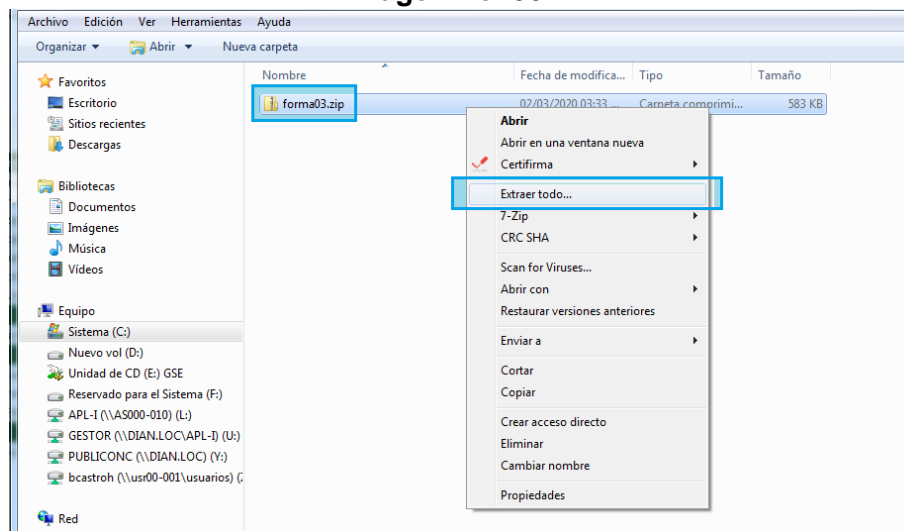 Archivo Edición Ver Herramientas Ayuda
Organizar Abrir Nueva carpeta
Favoritos
Escritorio
Sitios recientes
Descargas
Bibliotecas
Documentos
Imágenes
Música
Vídeos
Equipo
Sistema (C:)
Nuevo vol (D:)
Unidad de CD (E:) GSE
Reservado para el Sistema (F:)
APL-I (\\AS000-010) (L:)
GESTOR (\\DIAN.LOC\APL-I) (U:)
PUBLICONC (\\DIAN.LOC) (Y:)
bcastroh (\\usr00-001\usuarios) (
Red
Nombre Fecha de modifica... Tipo Tamaño
forma03.zip 02/03/2020 03:33 ... Carpeta comprimi... 583 KB
Abrir
Abrir en una ventana nueva
Certifirma
Extraer todo...
7-Zip
CRC SHA
Scan for Viruses...
Abrir con
Restaurar versiones anteriores
Enviar a
Cortar
Copiar
Crear acceso directo
Eliminar
Cambiar nombre
Propiedades